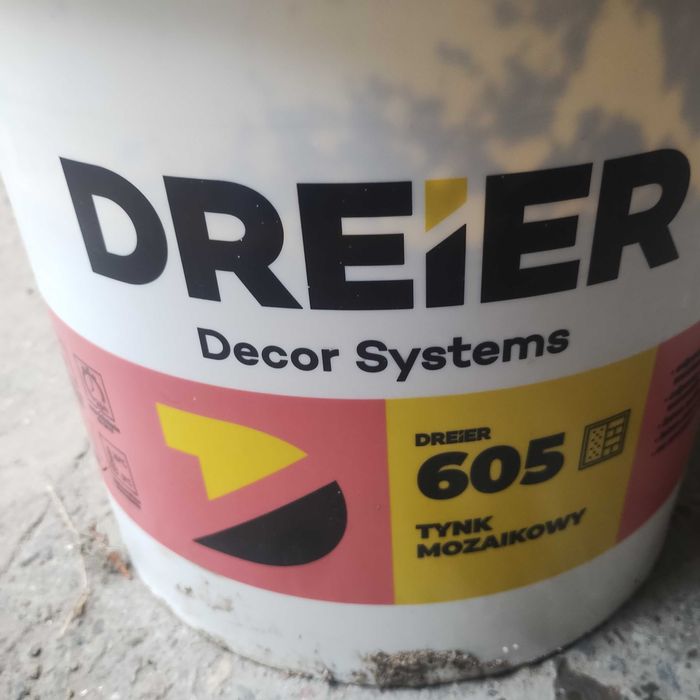 DREIER
Decor Systems
DREIER
605
TYNK
MOZAIKOWY